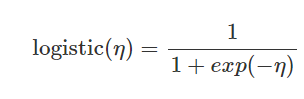 logistic(η) = 1 / (1 + exp(−η))